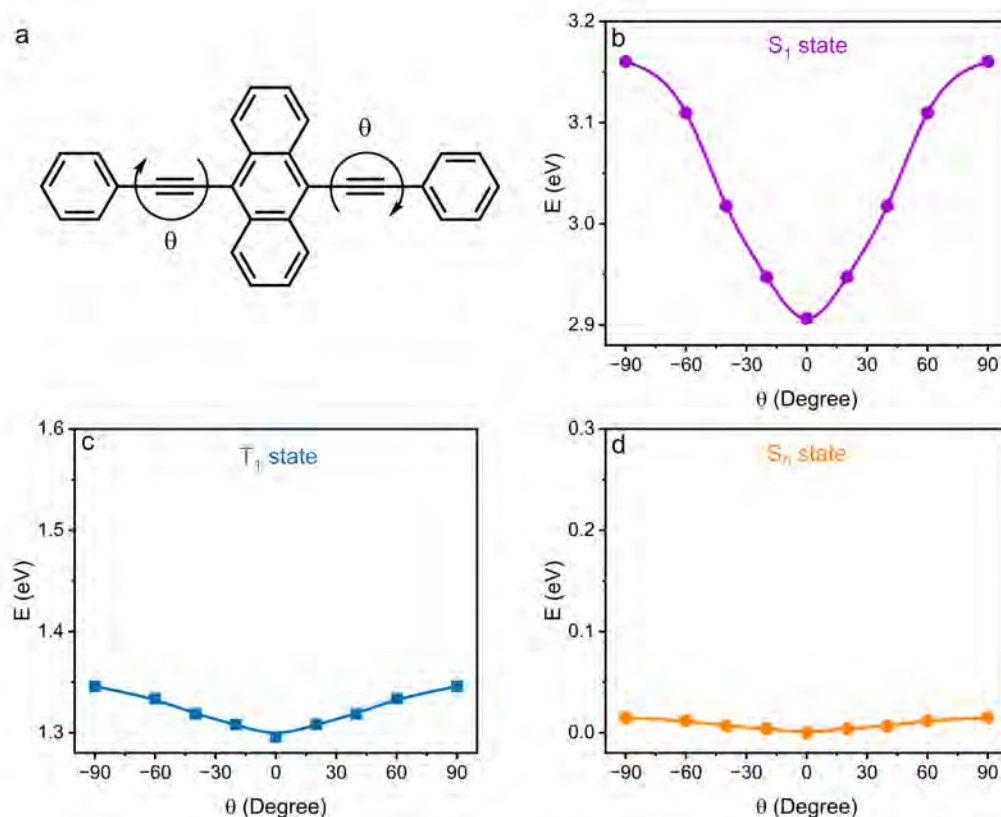 a
θ
θ
b
S₁ state
E (eV)
3.2
3.1
3.0
2.9
−90 −60 −30 0 30 60 90
θ (Degree)
c
T₁ state
E (eV)
1.6
1.5
1.4
1.3
−90 −60 −30 0 30 60 90
θ (Degree)
d
Sₙ state
E (eV)
0.3
0.2
0.1
0.0
−90 −60 −30 0 30 60 90
θ (Degree)